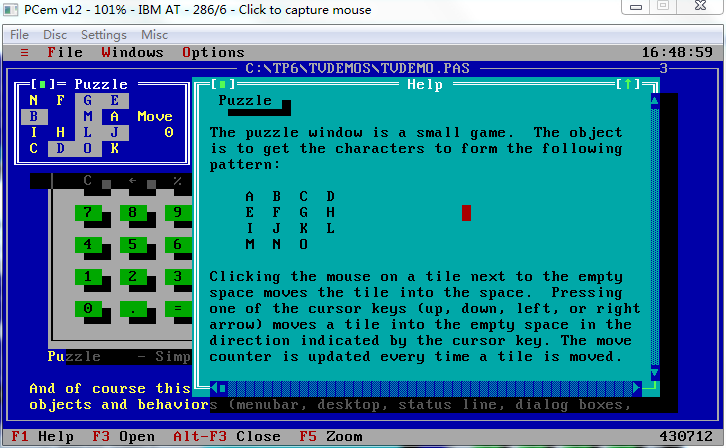 PCem v12 - 101% - IBM AT - 286/6 - Click to capture mouse
File Disc Settings Misc
≡ File Windows Options 16:48:59
C:\TP6\TVDEMOS\TVDEMO.PAS 3
[■] Puzzle
N F G E
B M A Move
I H L J 0
C D O K
[■] Help [↑]
Puzzle
The puzzle window is a small game. The object
is to get the characters to form the following
pattern:
A B C D
E F G H
I J K L
M N O
Clicking the mouse on a tile next to the empty
space moves the tile into the space. Pressing
one of the cursor keys (up, down, left, or right
arrow) moves a tile into the empty space in the
direction indicated by the cursor key. The move
counter is updated every time a tile is moved.
C ← %
7 8 9
4 5 6
1 2 3
0 . =
Puzzle - Simp
And of course this
objects and behaviors (menubar, desktop, status line, dialog boxes,
F1 Help F3 Open Alt-F3 Close F5 Zoom 430712